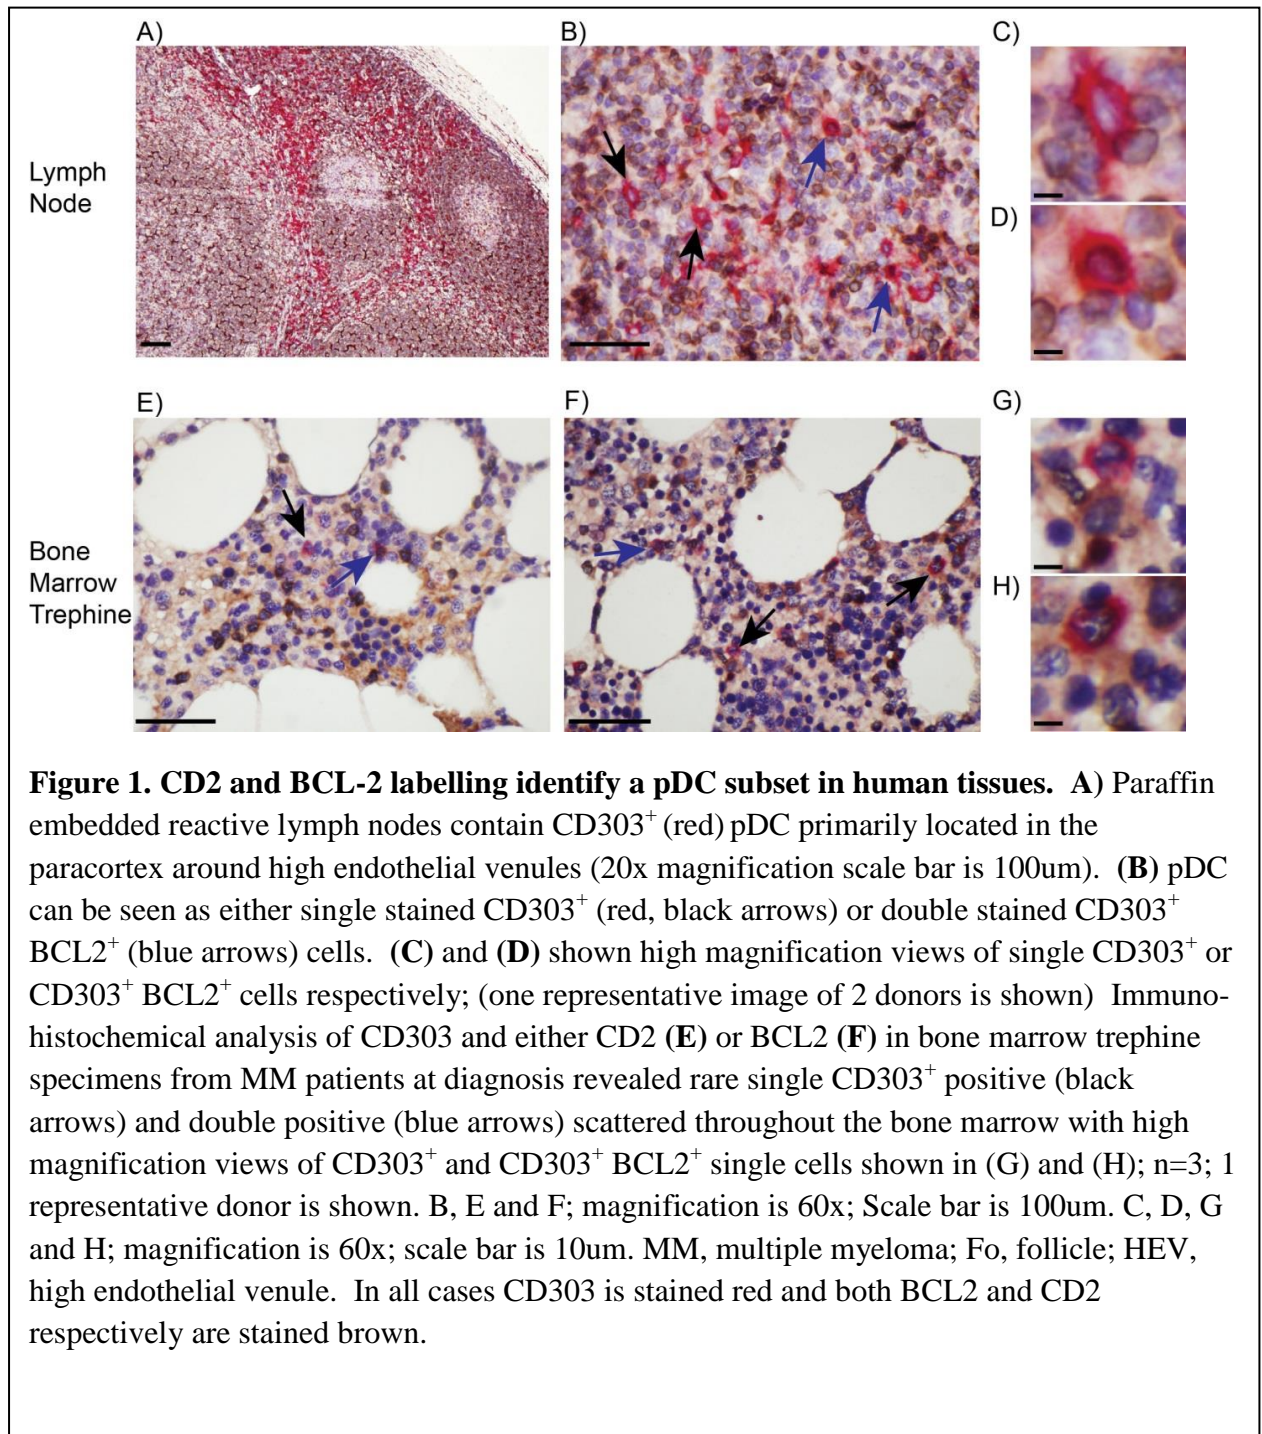 A)
B)
C)
Lymph
Node
D)
E)
F)
G)
Bone
Marrow
Trephine
H)
Figure 1. CD2 and BCL-2 labelling identify a pDC subset in human tissues. A) Paraffin
embedded reactive lymph nodes contain CD303⁺ (red) pDC primarily located in the
paracortex around high endothelial venules (20x magnification scale bar is 100um). (B) pDC
can be seen as either single stained CD303⁺ (red, black arrows) or double stained CD303⁺
BCL2⁺ (blue arrows) cells. (C) and (D) shown high magnification views of single CD303⁺ or
CD303⁺ BCL2⁺ cells respectively; (one representative image of 2 donors is shown) Immuno-
histochemical analysis of CD303 and either CD2 (E) or BCL2 (F) in bone marrow trephine
specimens from MM patients at diagnosis revealed rare single CD303⁺ positive (black
arrows) and double positive (blue arrows) scattered throughout the bone marrow with high
magnification views of CD303⁺ and CD303⁺ BCL2⁺ single cells shown in (G) and (H); n=3; 1
representative donor is shown. B, E and F; magnification is 60x; Scale bar is 100um. C, D, G
and H; magnification is 60x; scale bar is 10um. MM, multiple myeloma; Fo, follicle; HEV,
high endothelial venule. In all cases CD303 is stained red and both BCL2 and CD2
respectively are stained brown.